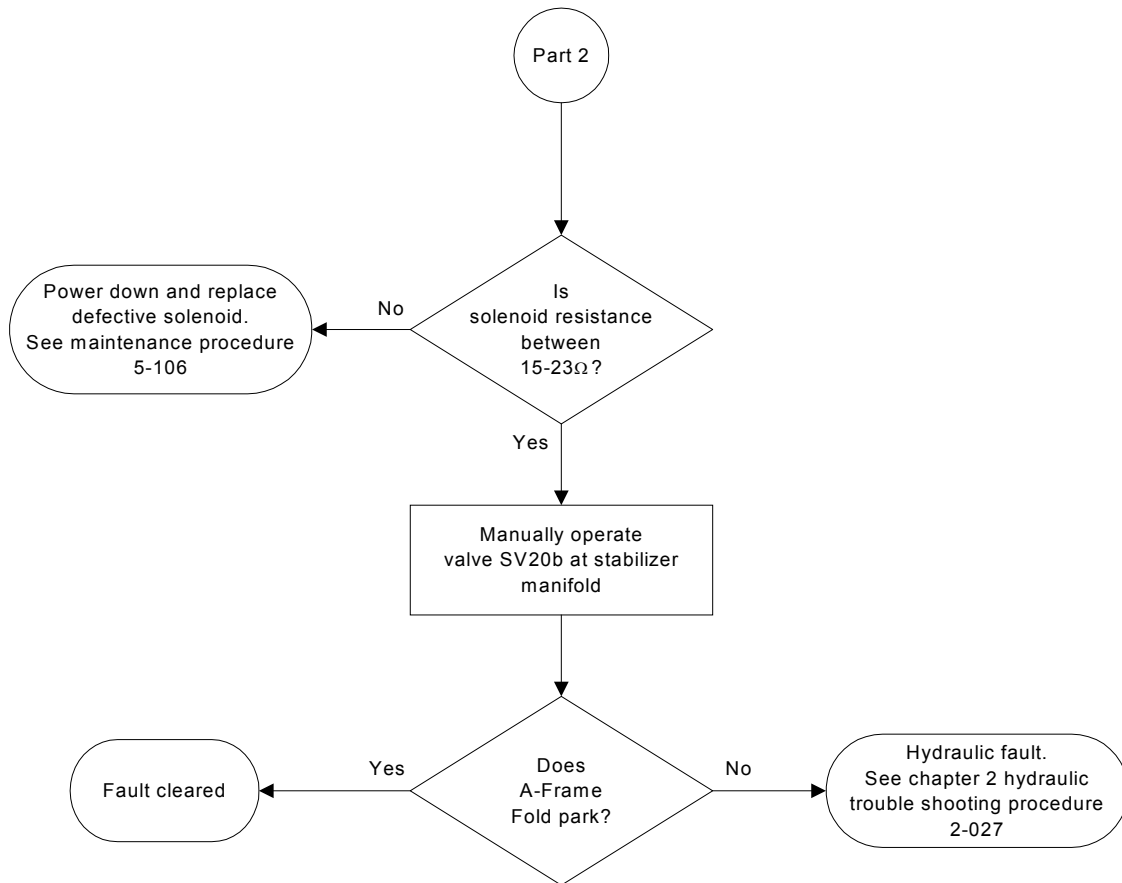 Part 2
Is
solenoid resistance
between
15-23Ω?
No
Power down and replace
defective solenoid.
See maintenance procedure
5-106
Yes
Manually operate
valve SV20b at stabilizer
manifold
Does
A-Frame
Fold park?
Yes
Fault cleared
No
Hydraulic fault.
See chapter 2 hydraulic
trouble shooting procedure
2-027